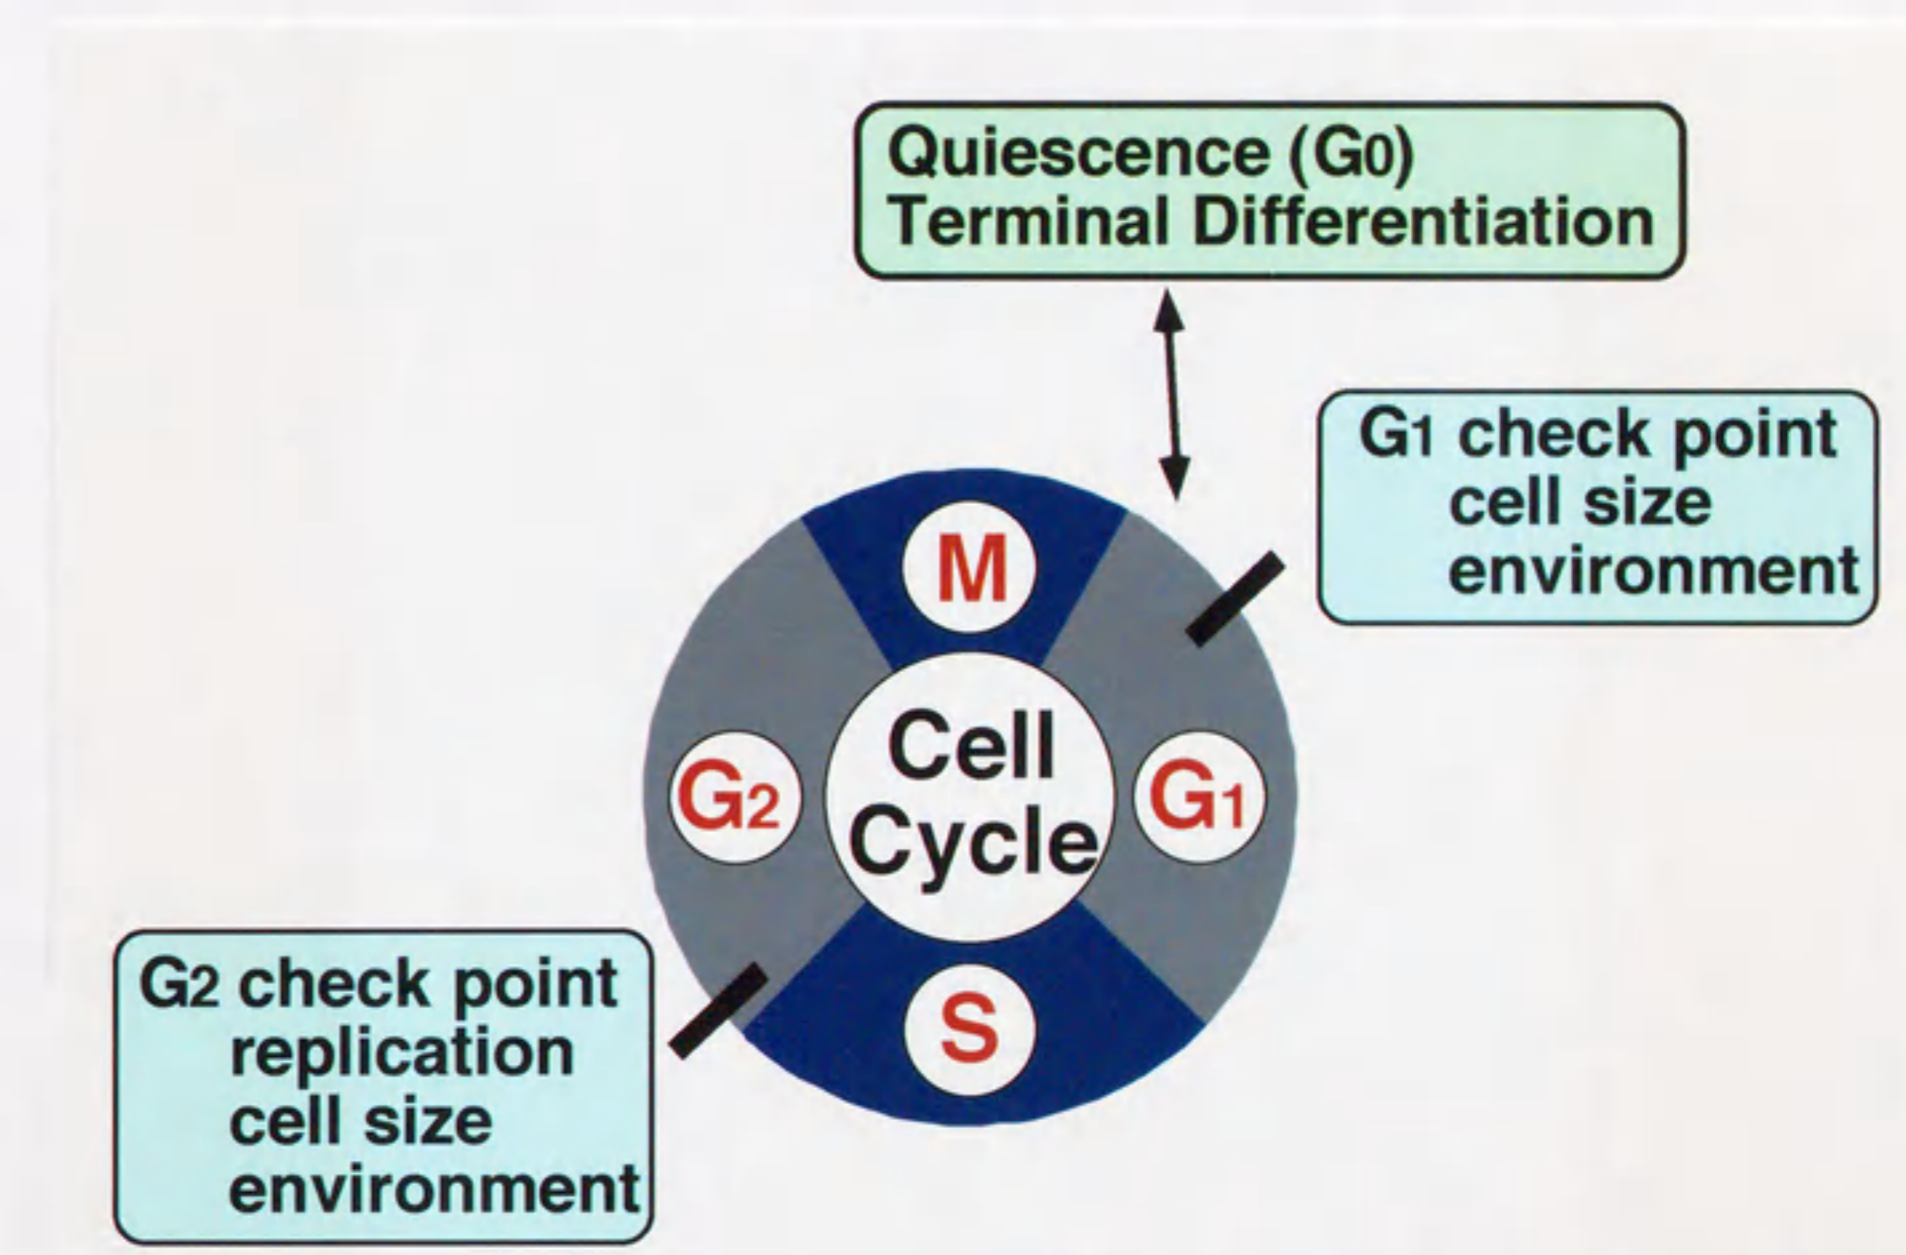 Quiescence (G0)
Terminal Differentiation
G1 check point
cell size
environment
M
Cell
Cycle
G2
G1
S
G2 check point
replication
cell size
environment